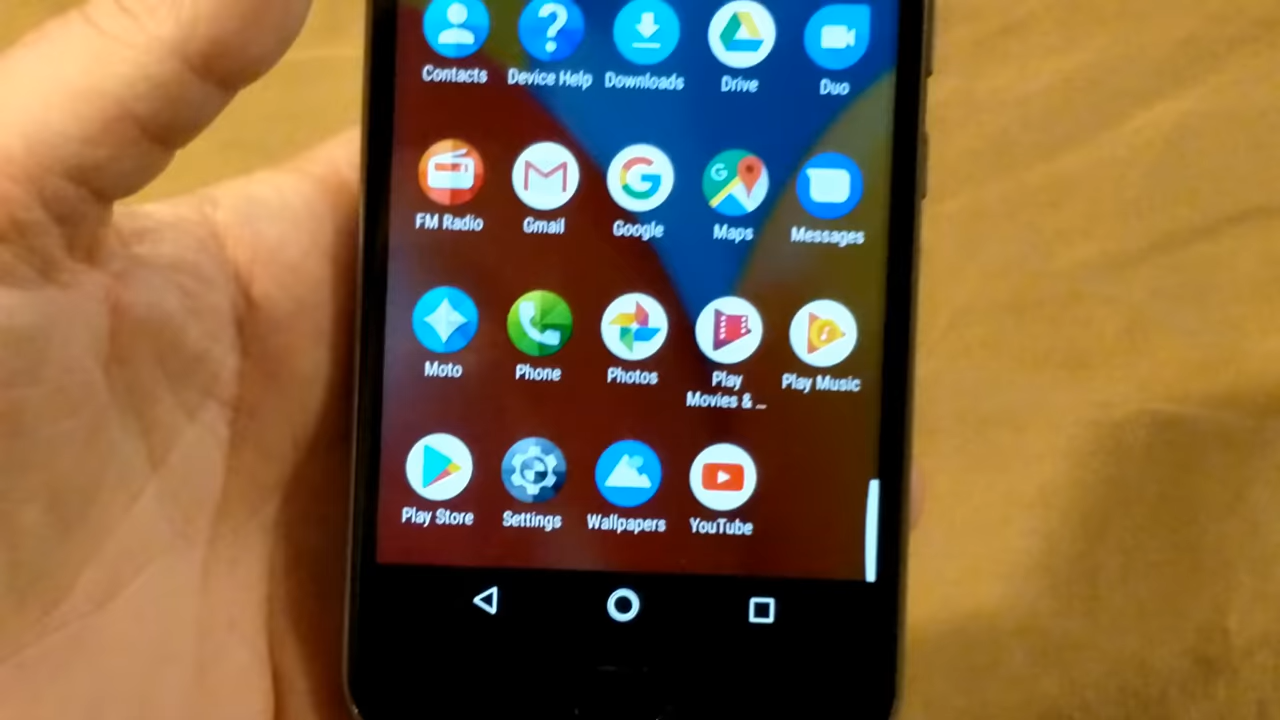 Contacts Device Help Downloads Drive Duo
FM Radio Gmail Google Maps Messages
Moto Phone Photos Play Movies & ... Play Music
Play Store Settings Wallpapers YouTube